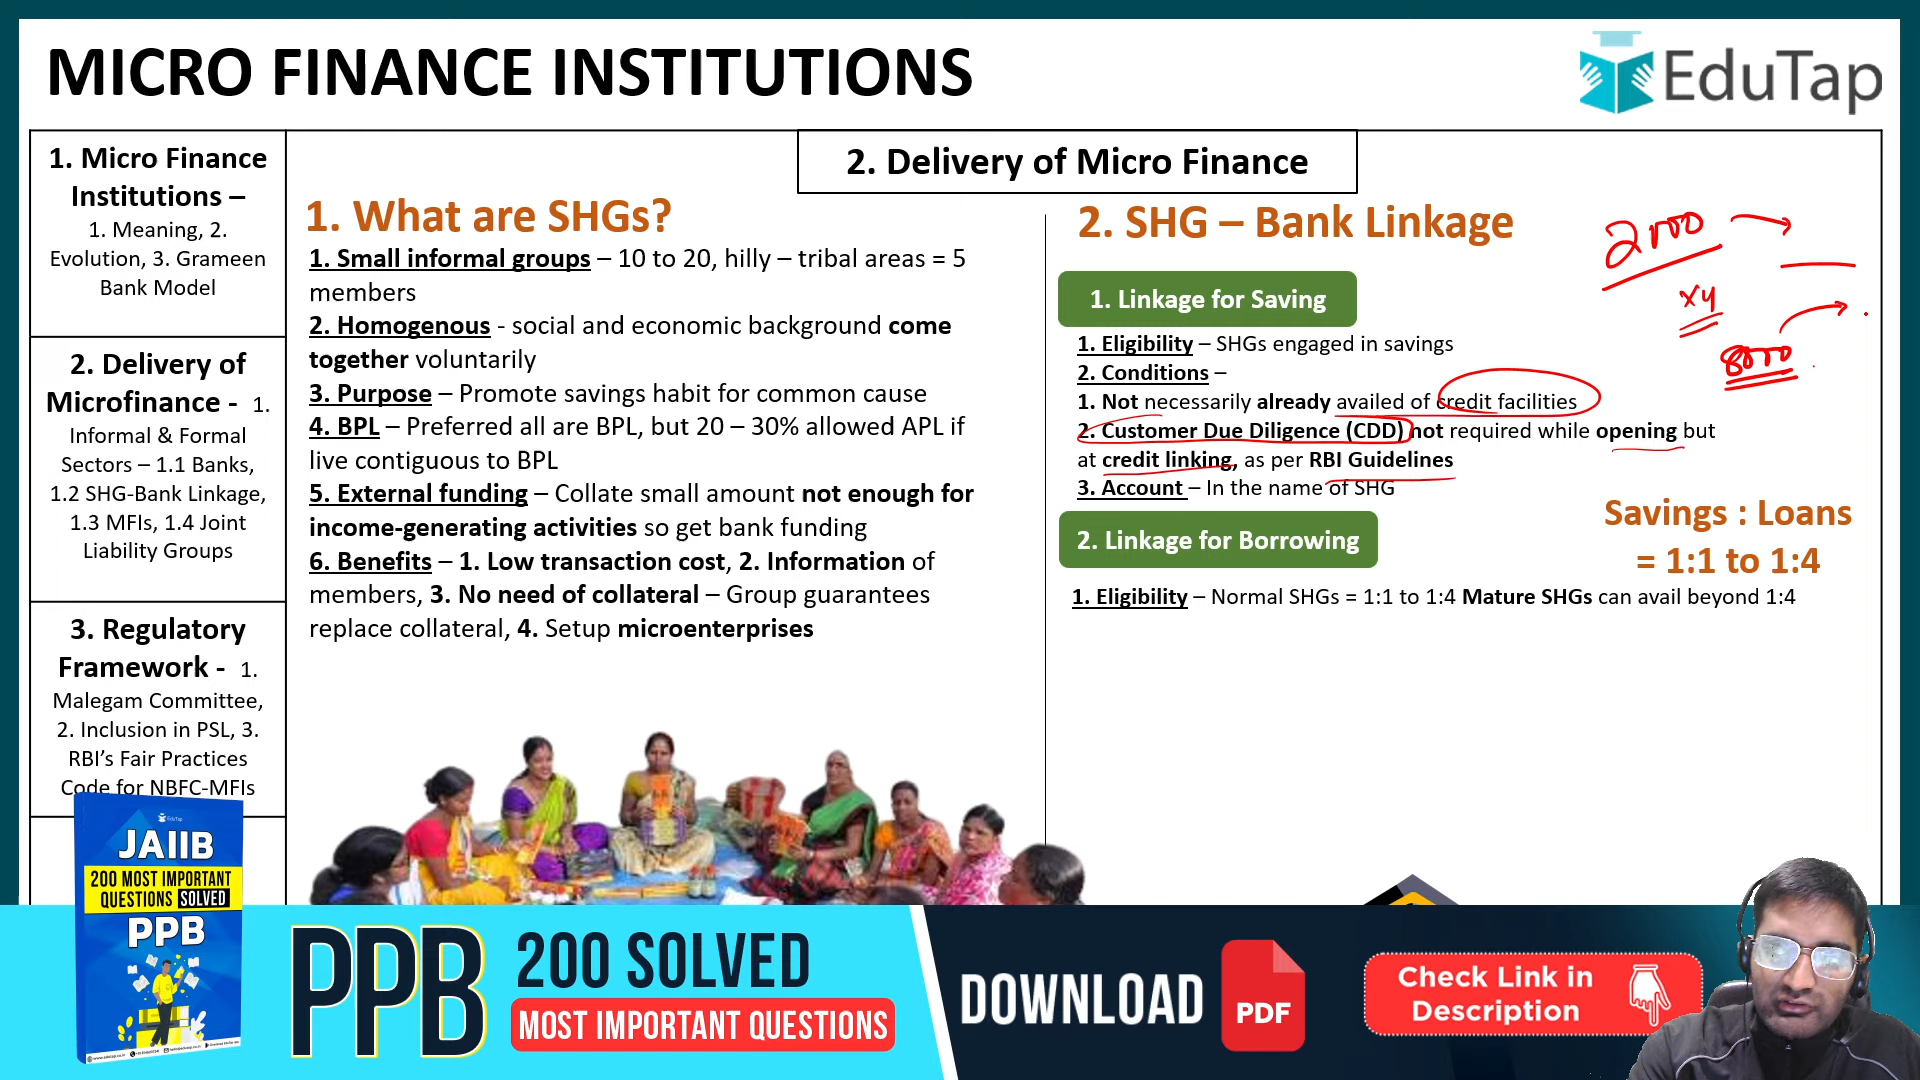 MICRO FINANCE INSTITUTIONS
EduTap
1. Micro Finance
Institutions –
1. Meaning, 2.
Evolution, 3. Grameen
Bank Model
2. Delivery of
Microfinance - 1.
Informal & Formal
Sectors – 1.1 Banks,
1.2 SHG-Bank Linkage,
1.3 MFIs, 1.4 Joint
Liability Groups
3. Regulatory
Framework - 1.
Malegam Committee,
2. Inclusion in PSL, 3.
RBI’s Fair Practices
Code for NBFC-MFIs
2. Delivery of Micro Finance
1. What are SHGs?
1. Small informal groups – 10 to 20, hilly – tribal areas = 5
members
2. Homogenous - social and economic background come
together voluntarily
3. Purpose – Promote savings habit for common cause
4. BPL – Preferred all are BPL, but 20 – 30% allowed APL if
live contiguous to BPL
5. External funding – Collate small amount not enough for
income-generating activities so get bank funding
6. Benefits – 1. Low transaction cost, 2. Information of
members, 3. No need of collateral – Group guarantees
replace collateral, 4. Setup microenterprises
2. SHG – Bank Linkage
1. Linkage for Saving
1. Eligibility – SHGs engaged in savings
2. Conditions –
1. Not necessarily already availed of credit facilities
2. Customer Due Diligence (CDD) not required while opening but
at credit linking, as per RBI Guidelines
3. Account – In the name of SHG
2. Linkage for Borrowing
1. Eligibility – Normal SHGs = 1:1 to 1:4 Mature SHGs can avail beyond 1:4
Savings : Loans
= 1:1 to 1:4
2000
x4
8000
EduTap
JAIIB
200 MOST IMPORTANT
QUESTIONS SOLVED
PPB
PPB
200 SOLVED
MOST IMPORTANT QUESTIONS
DOWNLOAD
PDF
Check Link in
Description